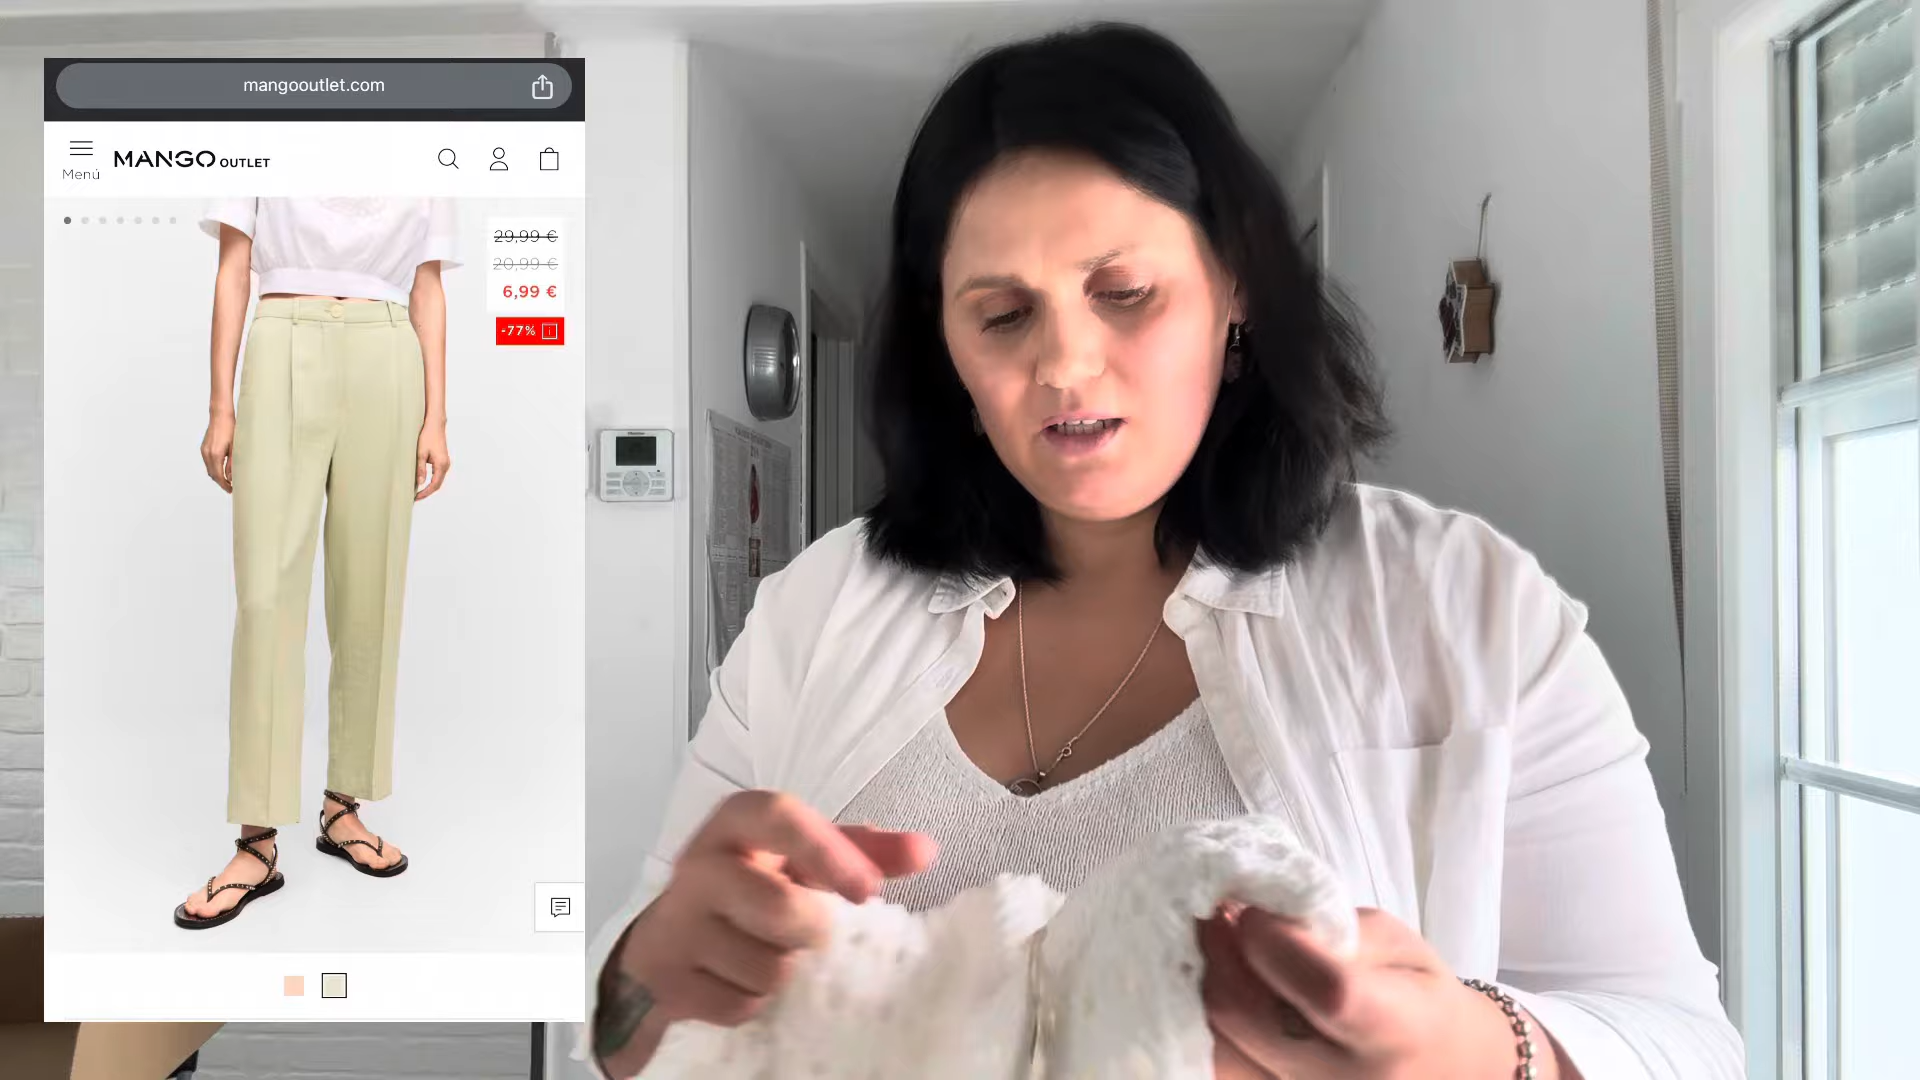 mangooutlet.com
Menú
MANGO OUTLET
29,99 €
20,99 €
6,99 €
-77%